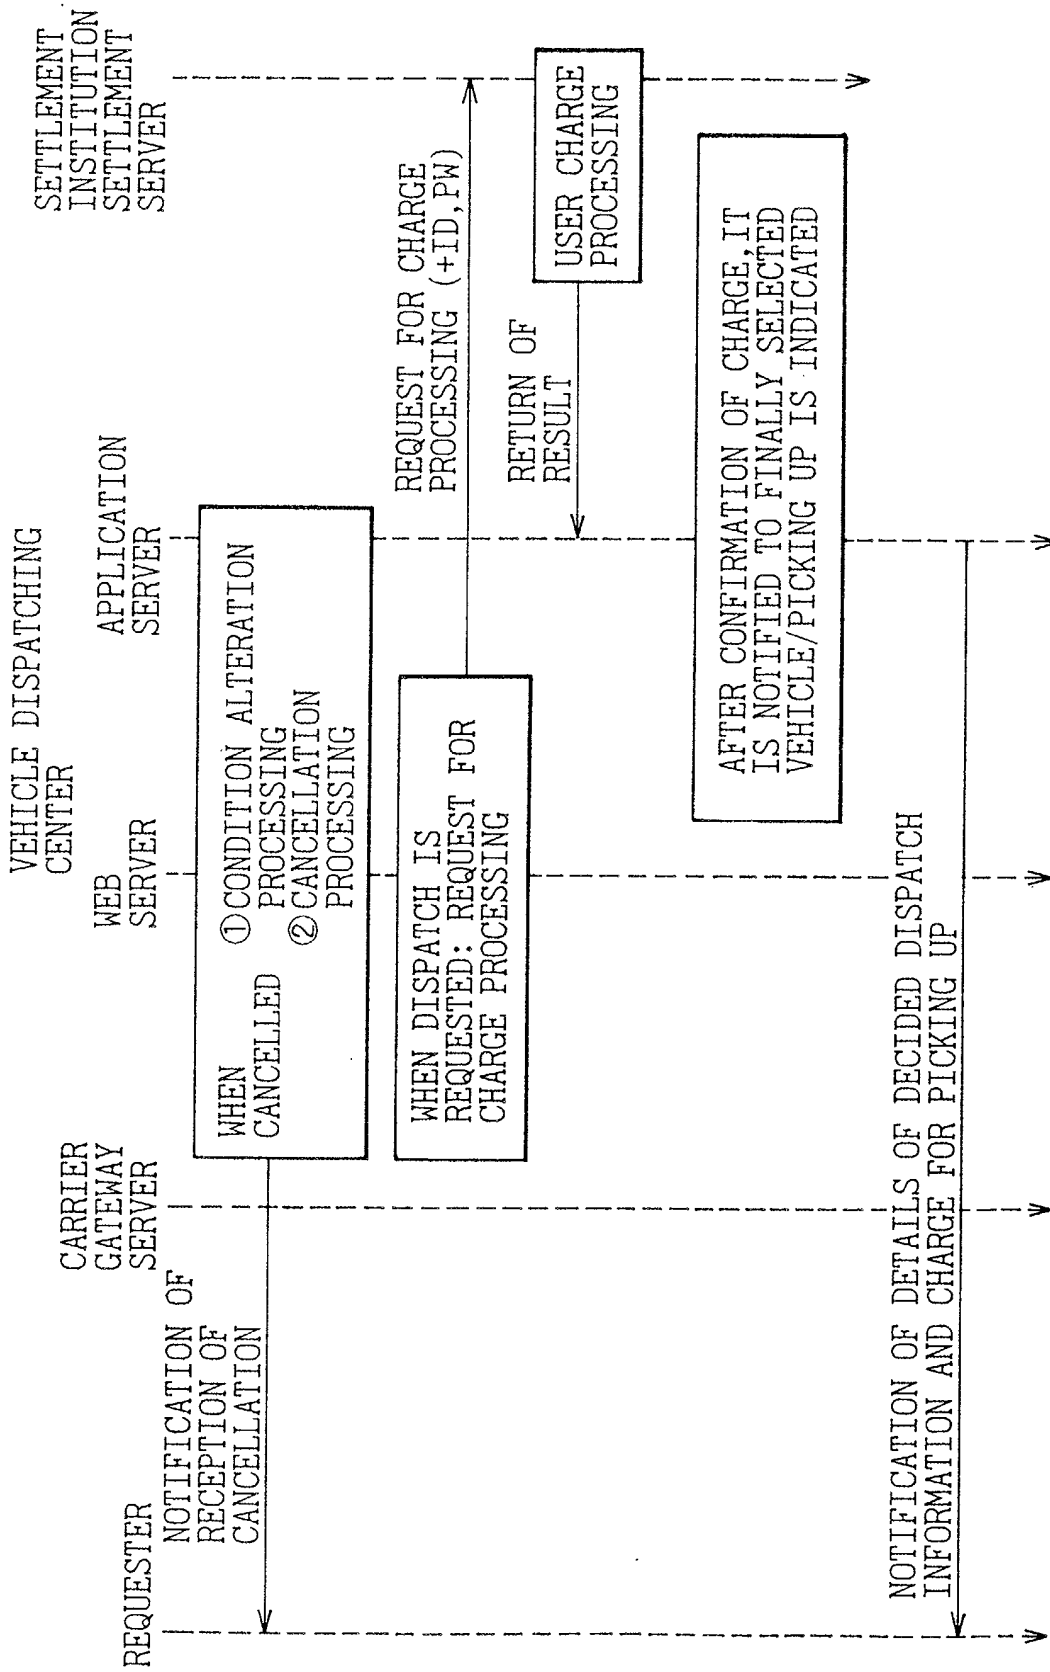 VEHICLE DISPATCHING
CENTER
REQUESTER
CARRIER
GATEWAY
SERVER
WEB
SERVER
APPLICATION
SERVER
SETTLEMENT
INSTITUTION
SETTLEMENT
SERVER
NOTIFICATION OF
RECEPTION OF
CANCELLATION
WHEN
CANCELLED
①CONDITION ALTERATION
PROCESSING
②CANCELLATION
PROCESSING
WHEN DISPATCH IS
REQUESTED: REQUEST FOR
CHARGE PROCESSING
REQUEST FOR CHARGE
PROCESSING (+ID,PW)
RETURN OF
RESULT
USER CHARGE
PROCESSING
AFTER CONFIRMATION OF CHARGE,IT
IS NOTIFIED TO FINALLY SELECTED
VEHICLE/PICKING UP IS INDICATED
NOTIFICATION OF DETAILS OF DECIDED DISPATCH
INFORMATION AND CHARGE FOR PICKING UP